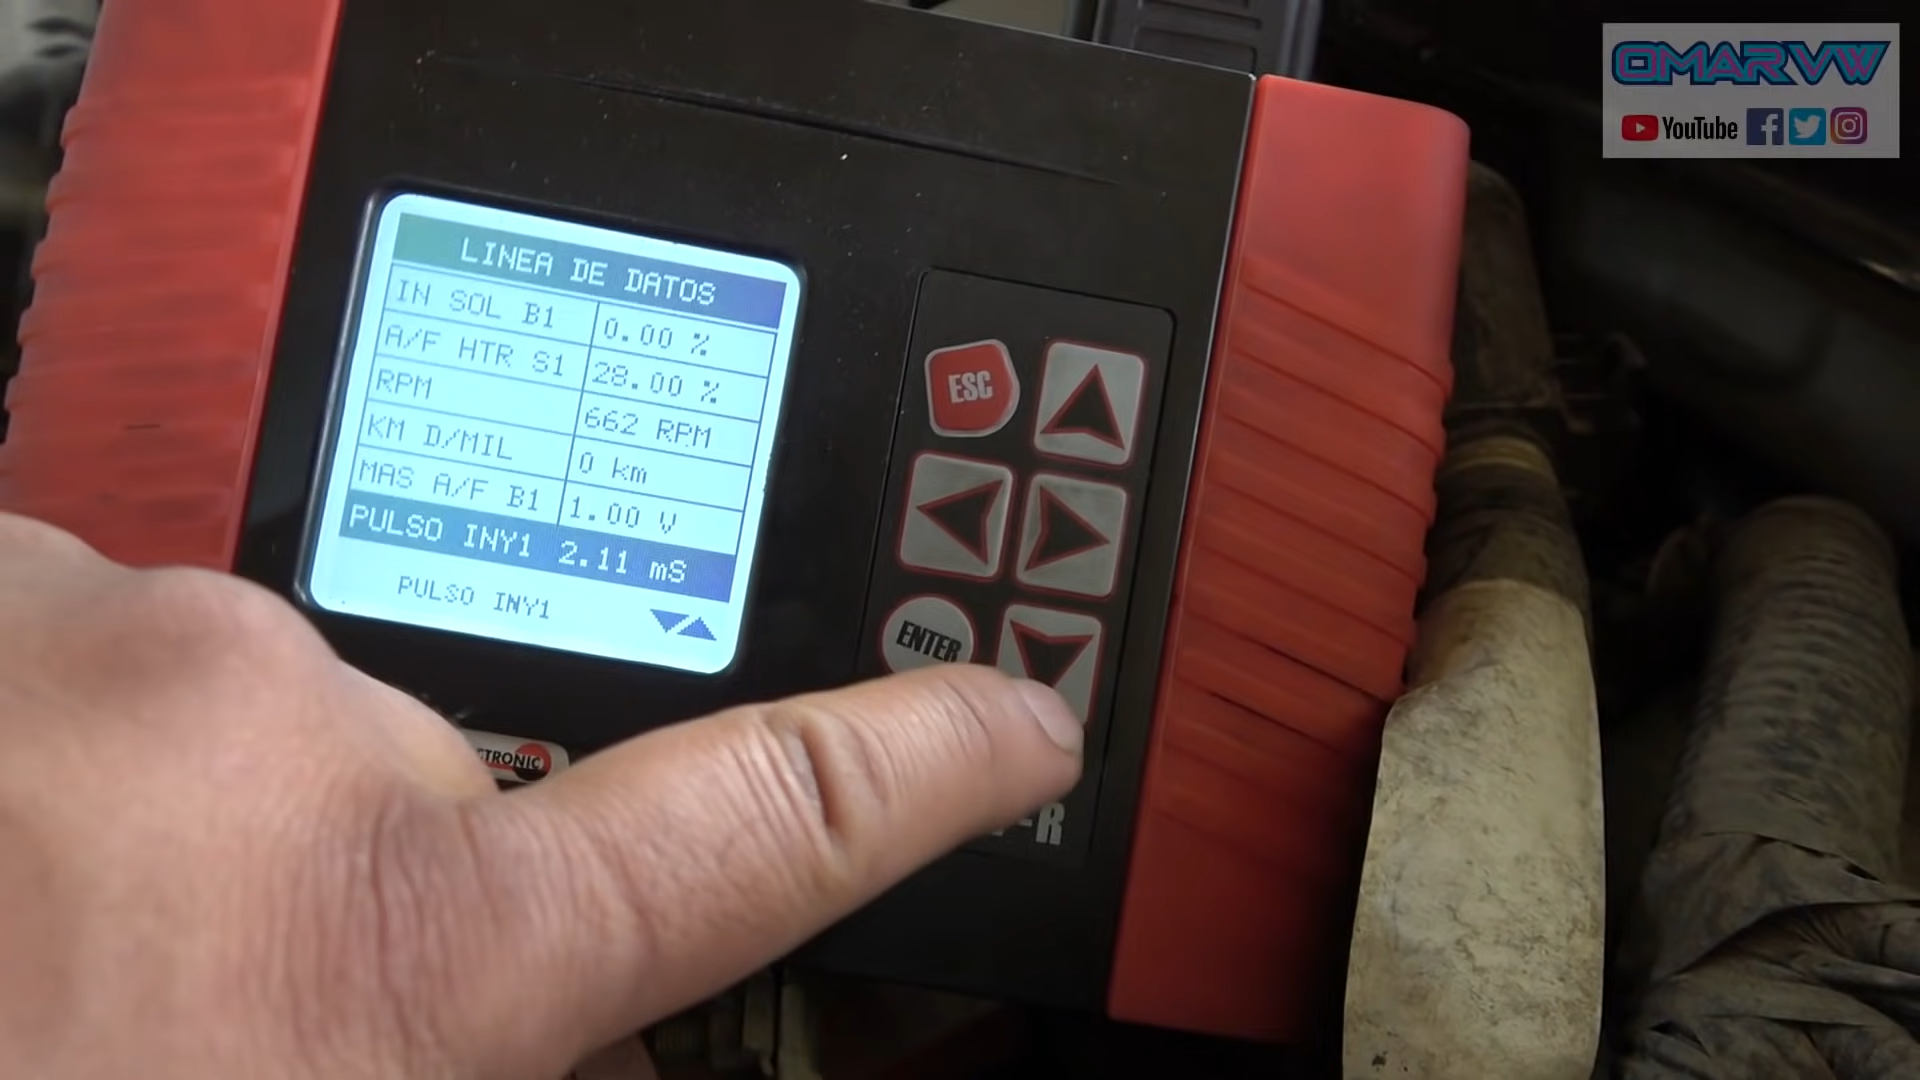 OMARVW
YouTube
LINEA DE DATOS
IN SOL B1 0.00 %
A/F HTR S1 28.00 %
RPM 662 RPM
KM D/MIL 0 km
MAS A/F B1 1.00 V
PULSO INY1 2.11 mS
PULSO INY1
ESC
ENTER
TRONIC
-R